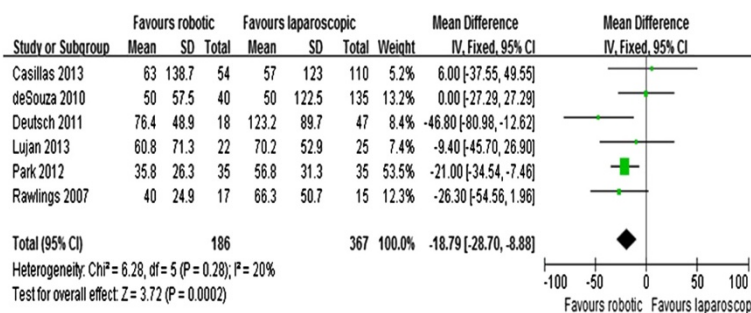 Favours robotic Favours laparoscopic Mean Difference Mean Difference
Study or Subgroup Mean SD Total Mean SD Total Weight IV, Fixed, 95% CI IV, Fixed, 95% CI
Casillas 2013 63 138.7 54 57 123 110 5.2% 6.00 [-37.55, 49.55]
deSouza 2010 50 57.5 40 50 122.5 135 13.2% 0.00 [-27.29, 27.29]
Deutsch 2011 76.4 48.9 18 123.2 89.7 47 8.4% -46.80 [-80.98, -12.62]
Lujan 2013 60.8 71.3 22 70.2 52.9 25 7.4% -9.40 [-45.70, 26.90]
Park 2012 35.8 26.3 35 56.8 31.3 35 53.5% -21.00 [-34.54, -7.46]
Rawlings 2007 40 24.9 17 66.3 50.7 15 12.3% -26.30 [-54.56, 1.96]
Total (95% CI) 186 367 100.0% -18.79 [-28.70, -8.88]
Heterogeneity: Chi² = 6.28, df = 5 (P = 0.28); I² = 20%
Test for overall effect: Z = 3.72 (P = 0.0002)
-100 -50 0 50 100
Favours robotic Favours laparoscop